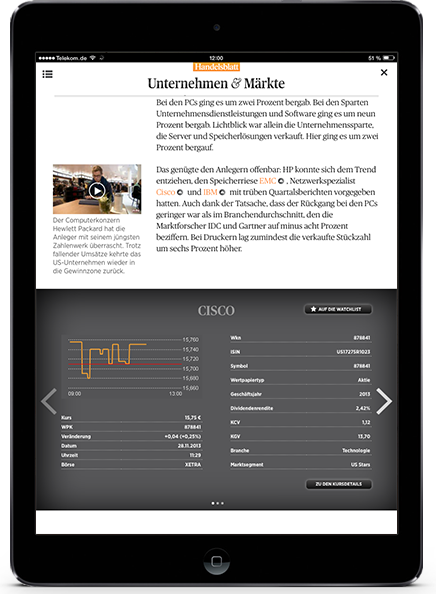 Telekom.de
12:00
51 %
Handelsblatt
Unternehmen & Märkte
Bei den PCs ging es um zwei Prozent bergab. Bei den Sparten
Unternehmensdienstleistungen und Software ging es um neun
Prozent bergab. Lichtblick war allein die Unternehmenssparte,
die Server und Speicherlösungen verkauft. Hier ging es um zwei
Prozent bergauf.
Das genügte den Anlegern offenbar: HP konnte sich dem Trend
entziehen, den Speicherriese EMC , Netzwerkspezialist
Cisco und IBM mit trüben Quartalsberichten vorgegeben
hatten. Auch dank der Tatsache, dass der Rückgang bei den PCs
geringer war als im Branchendurchschnitt, den die
Marktforscher IDC und Gartner auf minus acht Prozent
beziffern. Bei Druckern lag zumindest die verkaufte Stückzahl
um sechs Prozent höher.
Der Computerkonzern
Hewlett Packard hat die
Anleger mit seinem jüngsten
Zahlenwerk überrascht. Trotz
fallender Umsätze kehrte das
US-Unternehmen wieder in
die Gewinnzone zurück.
CISCO
AUF DIE WATCHLIST
15,760
15,740
15,720
15,700
15,680
15,660
09:00 13:00
Kurs 15,75 €
WPK 878841
Veränderung +0,04 (+0,25%)
Datum 28.11.2013
Uhrzeit 11:29
Börse XETRA
Wkn 878841
ISIN US17275R1023
Symbol 878841
Wertpapiertyp Aktie
Geschäftsjahr 2013
Dividendenrendite 2,42%
KCV 1,12
KGV 13,70
Branche Technologie
Marktsegment US Stars
ZU DEN KURSDETAILS